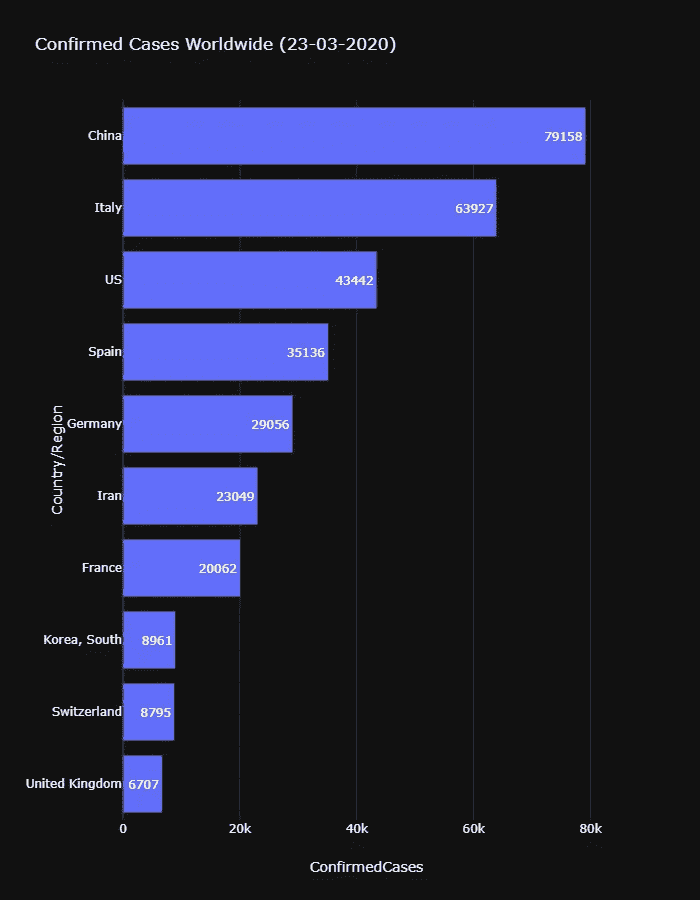 Confirmed Cases Worldwide (23-03-2020)
China 79158
Italy 63927
US 43442
Spain 35136
Country/Region
Germany 29056
Iran 23049
France 20062
Korea, South 8961
Switzerland 8795
United Kingdom 6707
0 20k 40k 60k 80k
ConfirmedCases